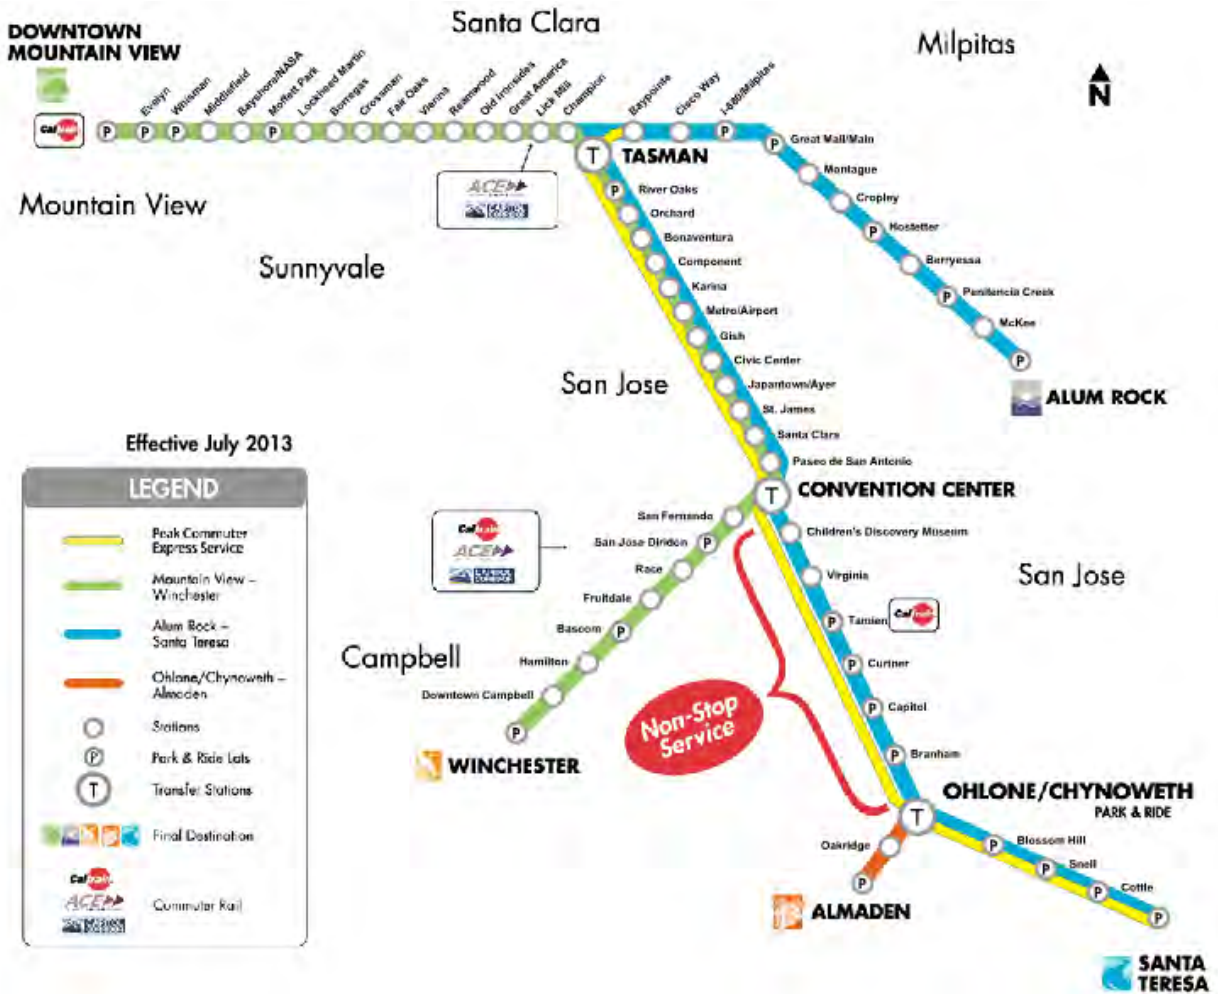 Santa Clara
Milpitas
DOWNTOWN
MOUNTAIN VIEW
N
Evelyn
Whisman
Middlefield
Bayshore/NASA
Moffett Park
Lockheed Martin
Borregas
Crossman
Fair Oaks
Vienna
Reamwood
Old Ironsides
Great America
Lick Mill
Champion
Baypointe
Cisco Way
I-880/Milpitas
Caltrain
P
P
P
P
P
P
Great Mall/Main
T
TASMAN
Montague
ACE
Cropley
P
Hostetter
Berryessa
P
Penitencia Creek
McKee
P
ALUM ROCK
Mountain View
Sunnyvale
P
River Oaks
Orchard
Bonaventura
Component
Karina
Metro/Airport
Gish
Civic Center
Japantown/Ayer
St. James
Santa Clara
Paseo de San Antonio
San Jose
T
CONVENTION CENTER
San Fernando
Caltrain
ACE
San Jose Diridon
P
Race
Fruitdale
Bascom
P
Hamilton
Downtown Campbell
P
WINCHESTER
Campbell
Children's Discovery Museum
Virginia
P
Tamien
Caltrain
P
Curtner
P
Capitol
P
Branham
San Jose
Non-Stop
Service
OHLONE/CHYNOWETH
PARK & RIDE
T
Oakridge
P
ALMADEN
P
Blossom Hill
P
Snell
P
Cottle
P
SANTA
TERESA
Effective July 2013
LEGEND
Peak Commuter
Express Service
Mountain View –
Winchester
Alum Rock –
Santa Teresa
Ohlone/Chynoweth –
Almaden
Stations
P
Park & Ride Lots
T
Transfer Stations
Final Destination
Caltrain
ACE
Commuter Rail